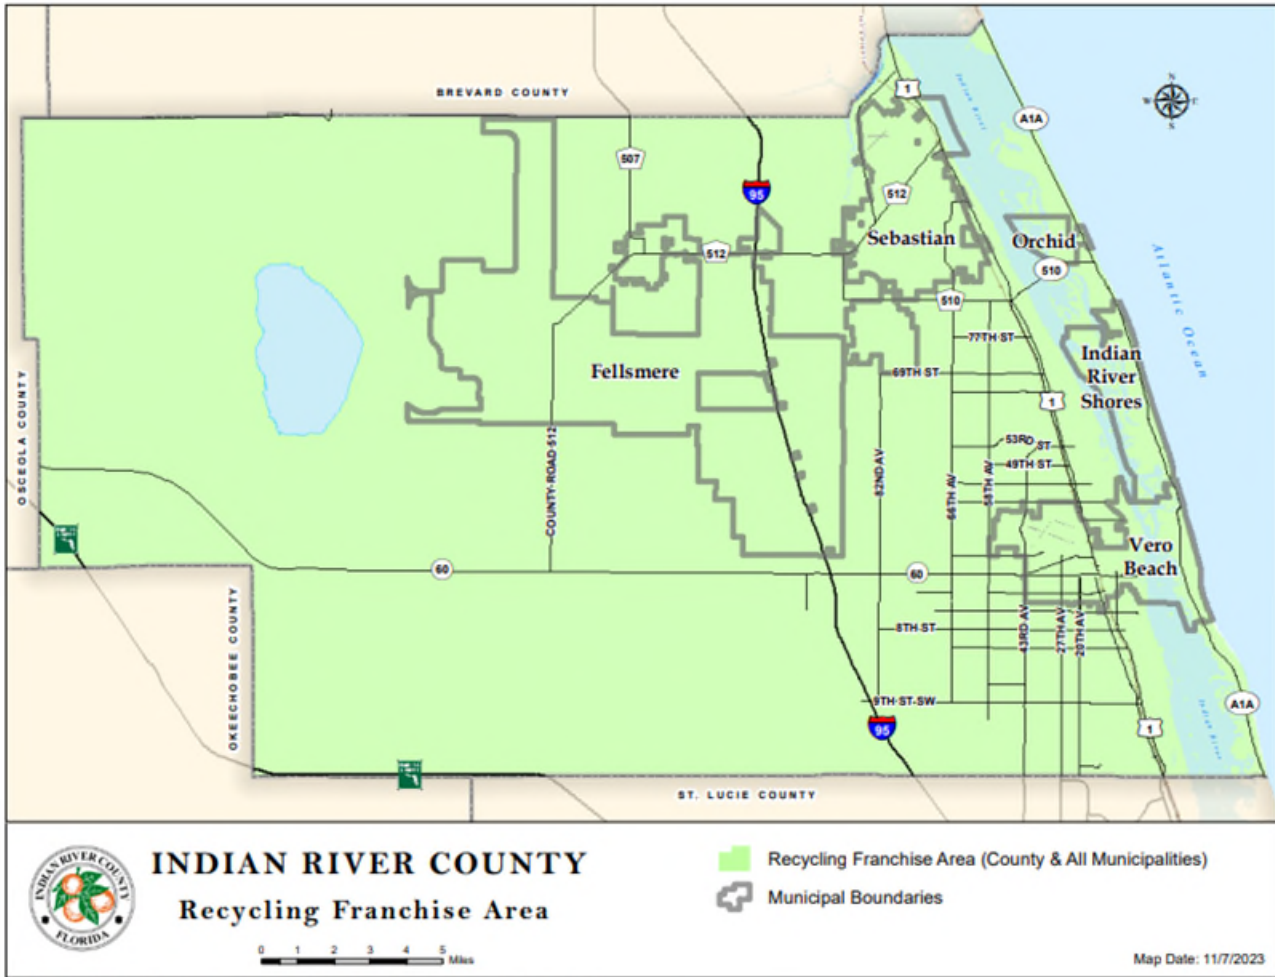 BREVARD COUNTY
1
Indian River
A1A
N
W
E
S
507
95
512
512
Sebastian
Orchid
510
510
Atlantic Ocean
77TH ST
Fellsmere
69TH ST
Indian
River
Shores
1
OSCEOLA COUNTY
COUNTY ROAD 512
82ND AV
66TH AV
58TH AV
53RD ST
49TH ST
Vero
Beach
60
60
OKEECHOBEE COUNTY
8TH ST
43RD AV
27TH AV
20TH AV
9TH ST SW
A1A
95
1
Indian River
ST. LUCIE COUNTY
INDIAN RIVER COUNTY
FLORIDA
INDIAN RIVER COUNTY
Recycling Franchise Area
0 1 2 3 4 5
Miles
Recycling Franchise Area (County & All Municipalities)
Municipal Boundaries
Map Date: 11/7/2023